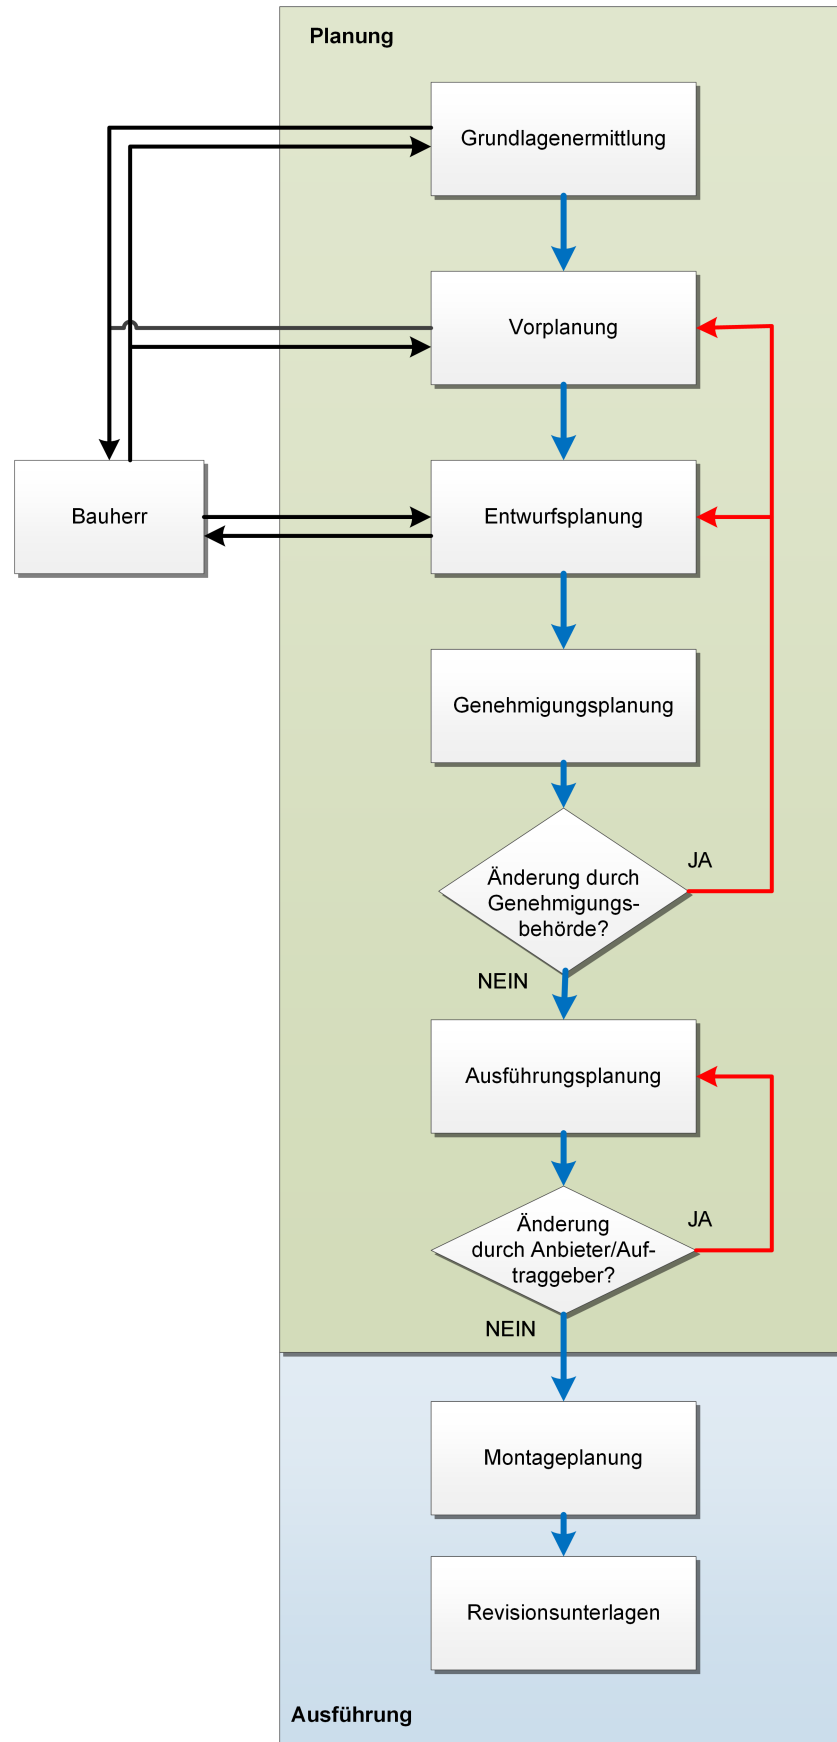 Planung
Grundlagenermittlung
Vorplanung
Bauherr
Entwurfsplanung
Genehmigungsplanung
JA
Änderung durch
Genehmigungs-
behörde?
NEIN
Ausführungsplanung
JA
Änderung
durch Anbieter/Auf-
traggeber?
NEIN
Montageplanung
Revisionsunterlagen
Ausführung